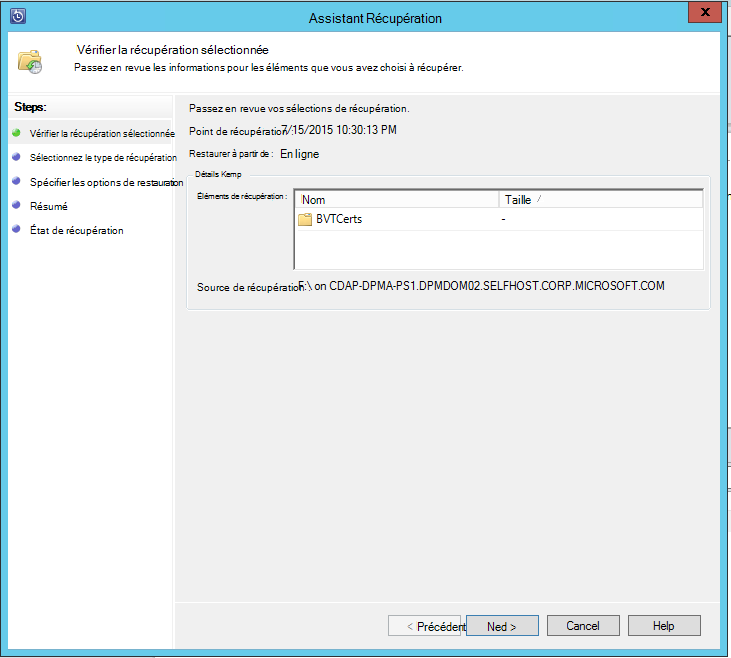 Assistant Récupération
x
Vérifier la récupération sélectionnée
Passez en revue les informations pour les éléments que vous avez choisi à récupérer.
Steps:
Vérifier la récupération sélectionnée
Sélectionnez le type de récupération
Spécifier les options de restauration
Résumé
État de récupération
Passez en revue vos sélections de récupération.
Point de récupération 7/15/2015 10:30:13 PM
Restaurer à partir de : En ligne
Détails Kemp
Éléments de récupération :
Nom Taille
BVTCerts -
Source de récupération F:\ on CDAP-DPMA-PS1.DPMDOM02.SELFHOST.CORP.MICROSOFT.COM
< Précédent Ned > Cancel Help